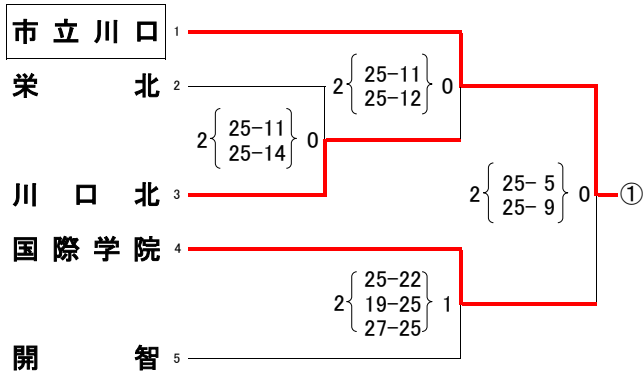 市立川口 1
2 { 25-11 } 0
25-12
栄北 2
2 { 25-11 } 0
25-14
川口北 3
2 { 25- 5 } 0
25- 9
①
国際学院 4
2 { 25-22 } 1
19-25
27-25
開智 5